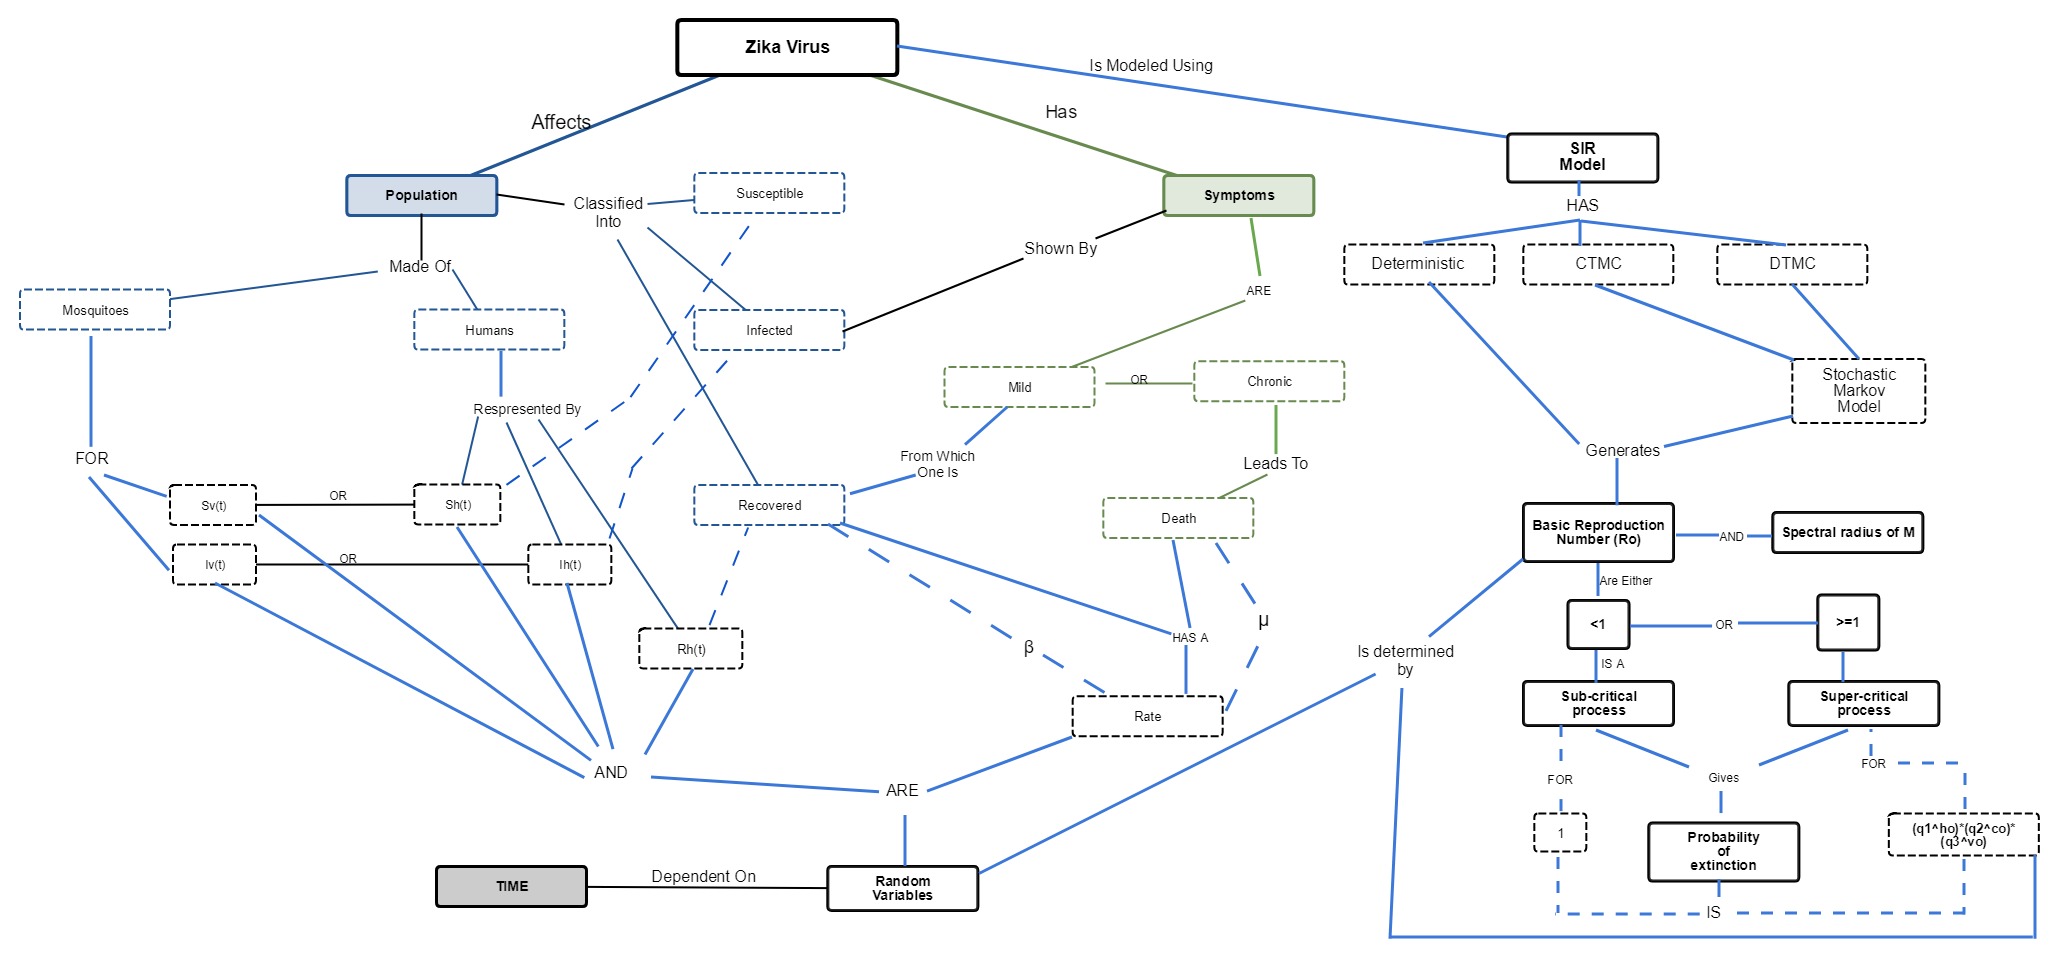 Zika Virus
Is Modeled Using
Affects
Has
SIR
Model
Population
Classified
Into
Susceptible
Symptoms
HAS
Shown By
Made Of
Deterministic
CTMC
DTMC
Mosquitoes
Humans
Infected
ARE
Mild
OR
Chronic
Stochastic
Markov
Model
Respresented By
FOR
From Which
One Is
Leads To
Generates
Sv(t)
OR
Sh(t)
Recovered
Death
Basic Reproduction
Number (Ro)
AND
Spectral radius of M
Iv(t)
OR
Ih(t)
Are Either
<1
OR
>=1
β
HAS A
μ
Rh(t)
Is determined
by
IS A
Rate
Sub-critical
process
Super-critical
process
AND
ARE
FOR
Gives
FOR
1
Probability
of
extinction
(q1^ho)*(q2^co)*
(q3^vo)
TIME
Dependent On
Random
Variables
IS